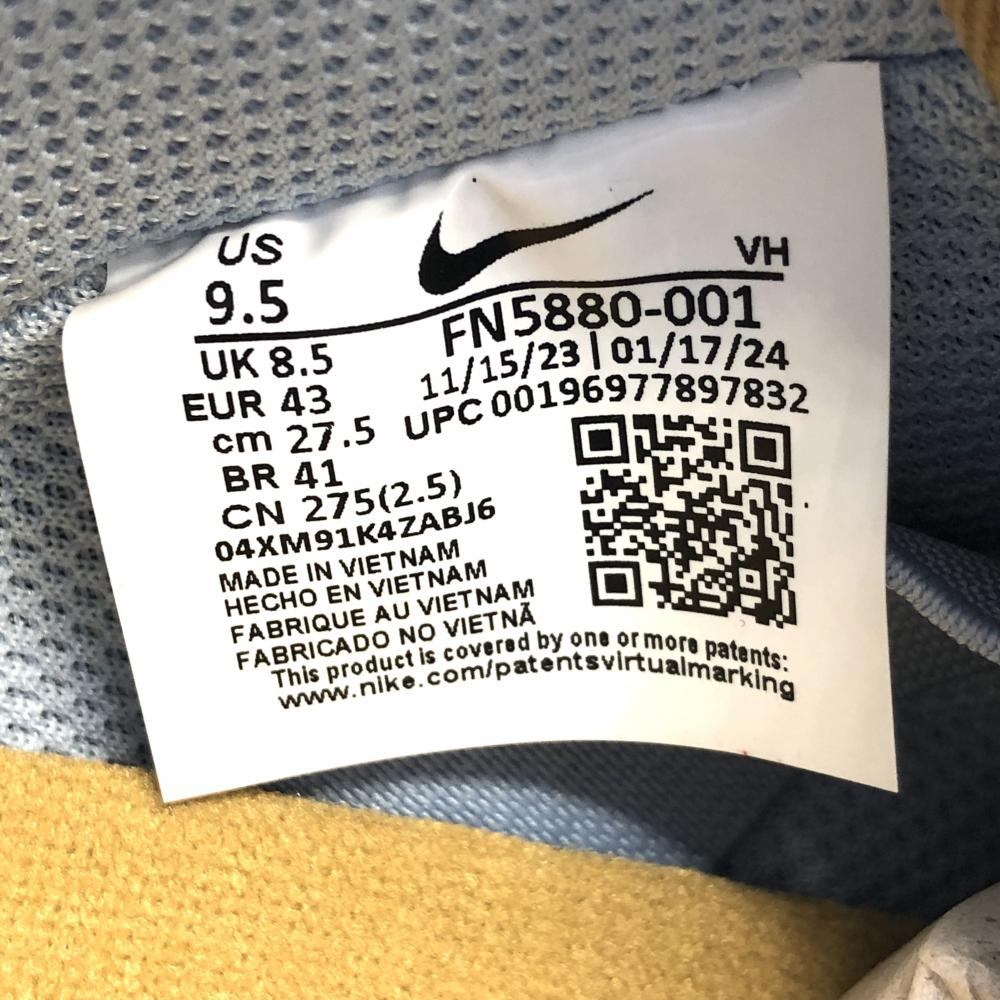 US
VH
9.5
FN5880-001
UK 8.5
11/15/23 | 01/17/24
EUR 43
UPC 00196977897832
cm 27.5
BR 41
CN 275(2.5)
04XM91K4ZABJ6
MADE IN VIETNAM
HECHO EN VIETNAM
FABRIQUE AU VIETNAM
FABRICADO NO VIETNÃ
This product is covered by one or more patents:
www.nike.com/patentsvirtualmarking